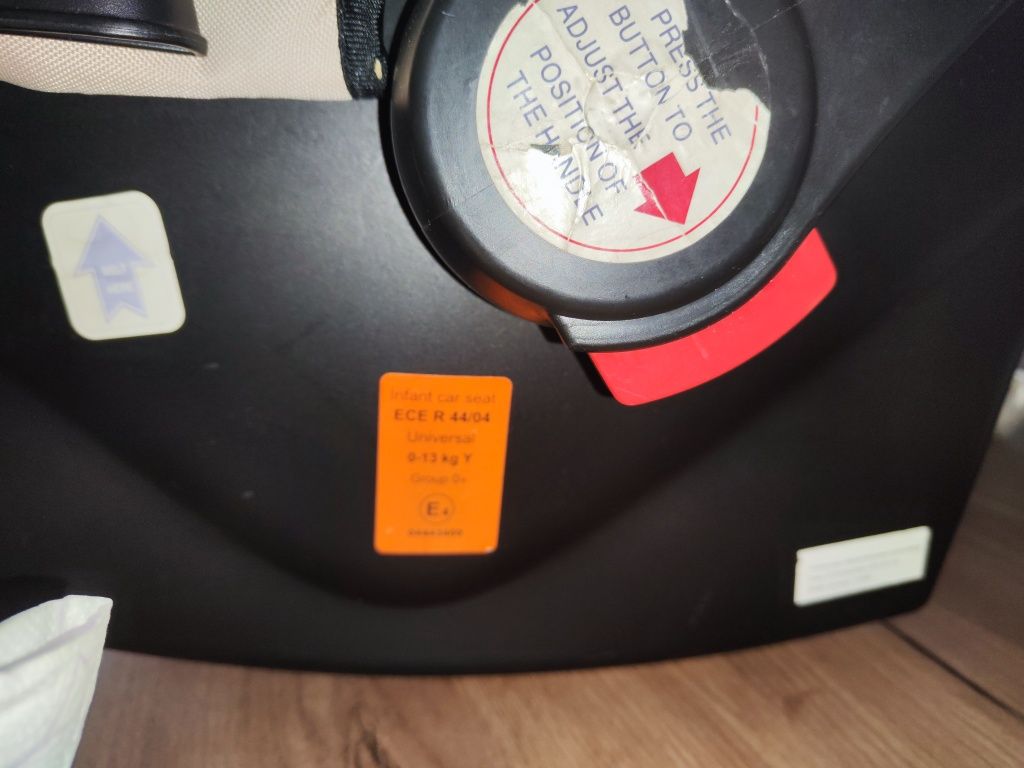 PRESS THE
BUTTON TO
ADJUST THE
POSITION OF
THE HANDLE
Infant car seat
ECE R 44/04
Universal
0-13 kg Y
Group 0+
E4